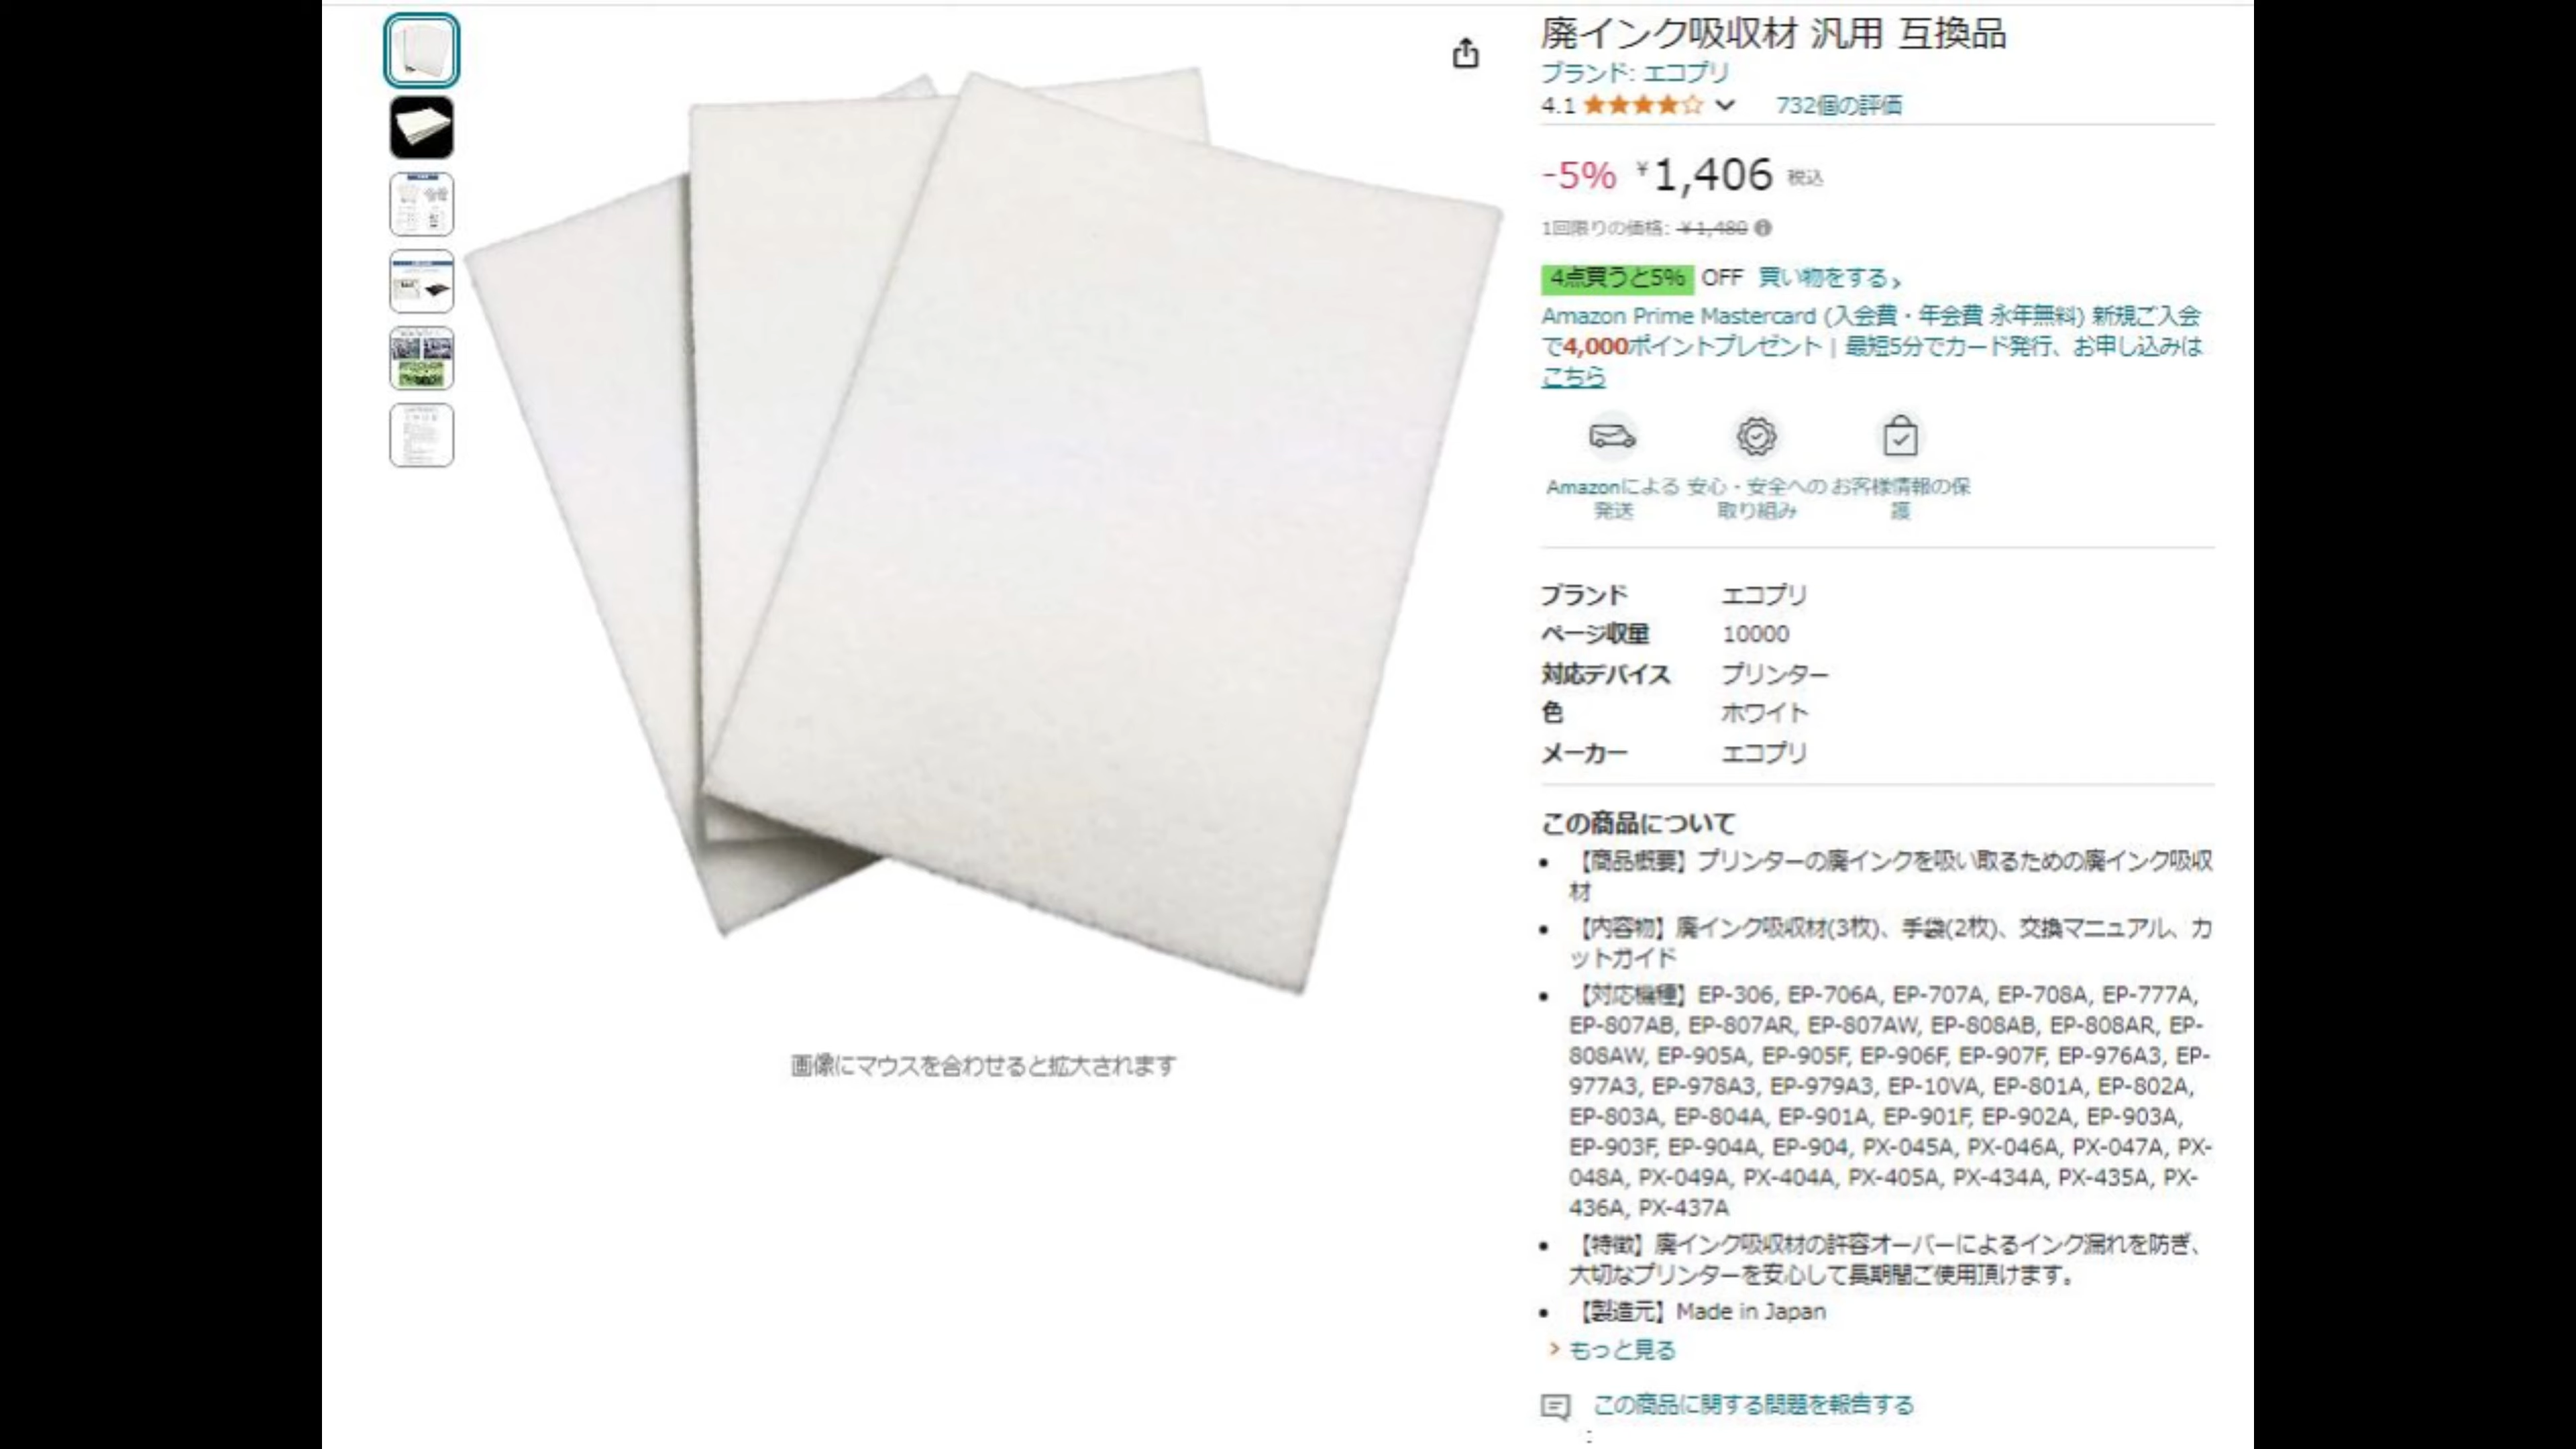 廃インク吸収材 汎用 互換品
ブランド: エコプリ
4.1 732個の評価
-5% ¥1,406 税込
1回限りの価格: ¥1,480
4点買うと5% OFF 買い物をする
Amazon Prime Mastercard (入会費・年会費 永年無料) 新規ご入会
で4,000ポイントプレゼント | 最短5分でカード発行、お申し込みは
こちら
Amazonによる 安心・安全への お客様情報の保
発送 取り組み 護
ブランド エコプリ
ページ収量 10000
対応デバイス プリンター
色 ホワイト
メーカー エコプリ
この商品について
• 【商品概要】プリンターの廃インクを吸い取るための廃インク吸収
材
• 【内容物】廃インク吸収材(3枚)、手袋(2枚)、交換マニュアル、カ
ットガイド
• 【対応機種】EP-306, EP-706A, EP-707A, EP-708A, EP-777A,
EP-807AB, EP-807AR, EP-807AW, EP-808AB, EP-808AR, EP-
808AW, EP-905A, EP-905F, EP-906F, EP-907F, EP-976A3, EP-
977A3, EP-978A3, EP-979A3, EP-10VA, EP-801A, EP-802A,
EP-803A, EP-804A, EP-901A, EP-901F, EP-902A, EP-903A,
EP-903F, EP-904A, EP-904, PX-045A, PX-046A, PX-047A, PX-
048A, PX-049A, PX-404A, PX-405A, PX-434A, PX-435A, PX-
436A, PX-437A
• 【特徴】廃インク吸収材の許容オーバーによるインク漏れを防ぎ、
大切なプリンターを安心して長期間ご使用頂けます。
• 【製造元】Made in Japan
もっと見る
この商品に関する問題を報告する
画像にマウスを合わせると拡大されます